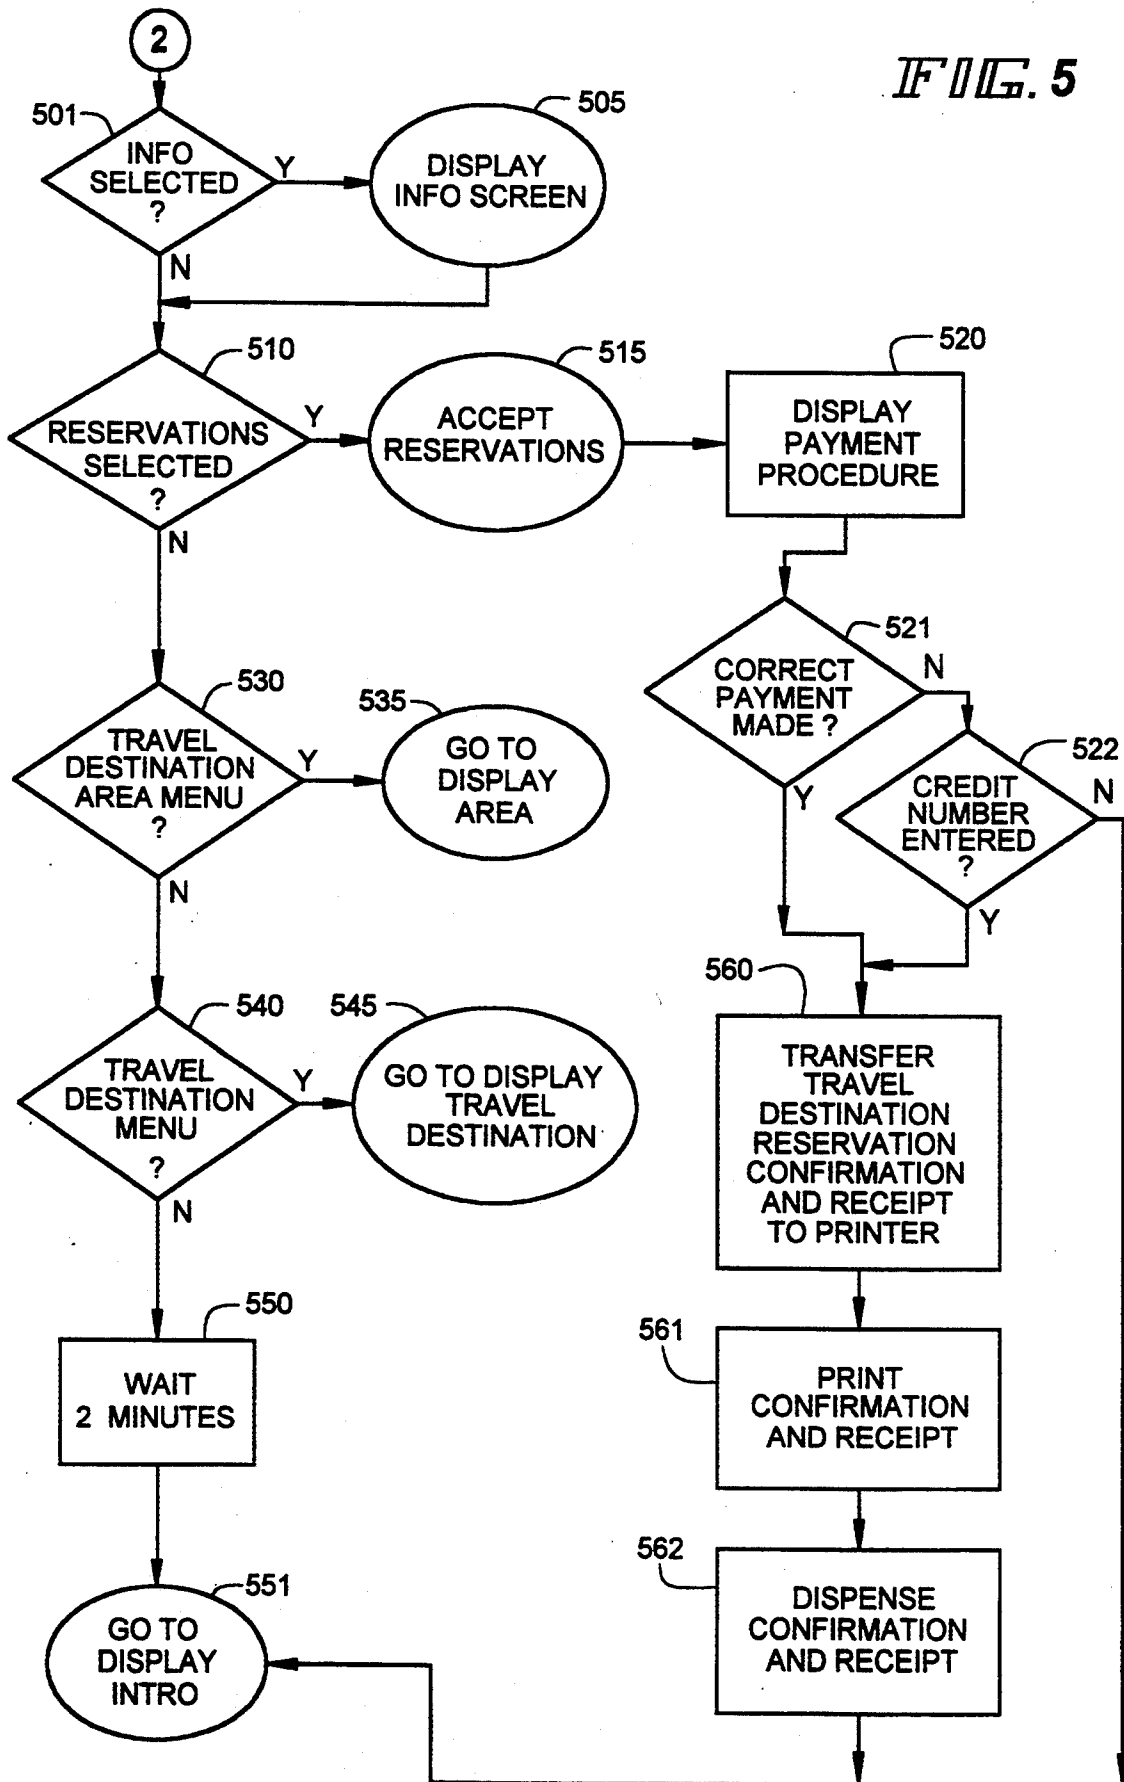 2
FIG. 5
501
INFO
SELECTED
?
Y
N
505
DISPLAY
INFO SCREEN
510
RESERVATIONS
SELECTED
?
Y
N
515
ACCEPT
RESERVATIONS
520
DISPLAY
PAYMENT
PROCEDURE
521
CORRECT
PAYMENT
MADE ?
N
Y
522
CREDIT
NUMBER
ENTERED
?
N
Y
530
TRAVEL
DESTINATION
AREA MENU
?
Y
N
535
GO TO
DISPLAY
AREA
540
TRAVEL
DESTINATION
MENU
?
Y
N
545
GO TO DISPLAY
TRAVEL
DESTINATION
550
WAIT
2 MINUTES
551
GO TO
DISPLAY
INTRO
560
TRANSFER
TRAVEL
DESTINATION
RESERVATION
CONFIRMATION
AND RECEIPT
TO PRINTER
561
PRINT
CONFIRMATION
AND RECEIPT
562
DISPENSE
CONFIRMATION
AND RECEIPT